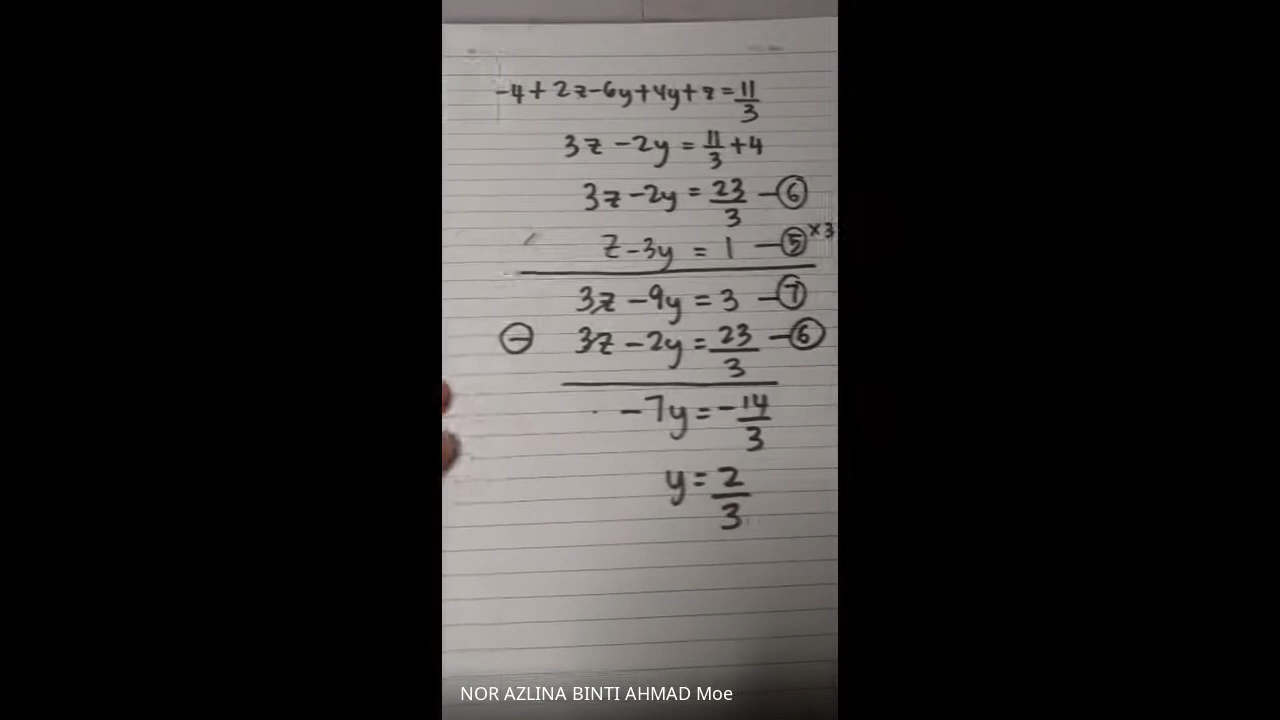 -4+2z-6y+4y+z=11/3
3z-2y=11/3+4
3z-2y=23/3 -⑥
z-3y=1 -⑤×3
3z-9y=3 -⑦
⊖ 3z-2y=23/3 -⑥
-7y=-14/3
y=2/3
NOR AZLINA BINTI AHMAD Moe